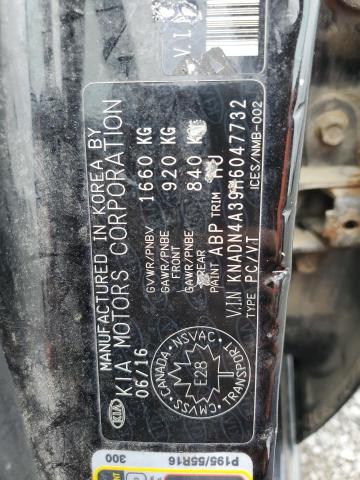 V.I
MANUFACTURED IN KOREA BY
KIA MOTORS CORPORATION
KIA
06/16
GVWR/PNBV 1660 KG
GAWR/PNBE FRONT 920 KG
GAWR/PNBE REAR 840 KG
PAINT ABP TRIM
V.I.N KNADN4A39H6047732
TYPE PC/VT
ICES/NMB-002
CANADA NSVAC TRANSPORT CMVSS
E28
P195/55R16
300